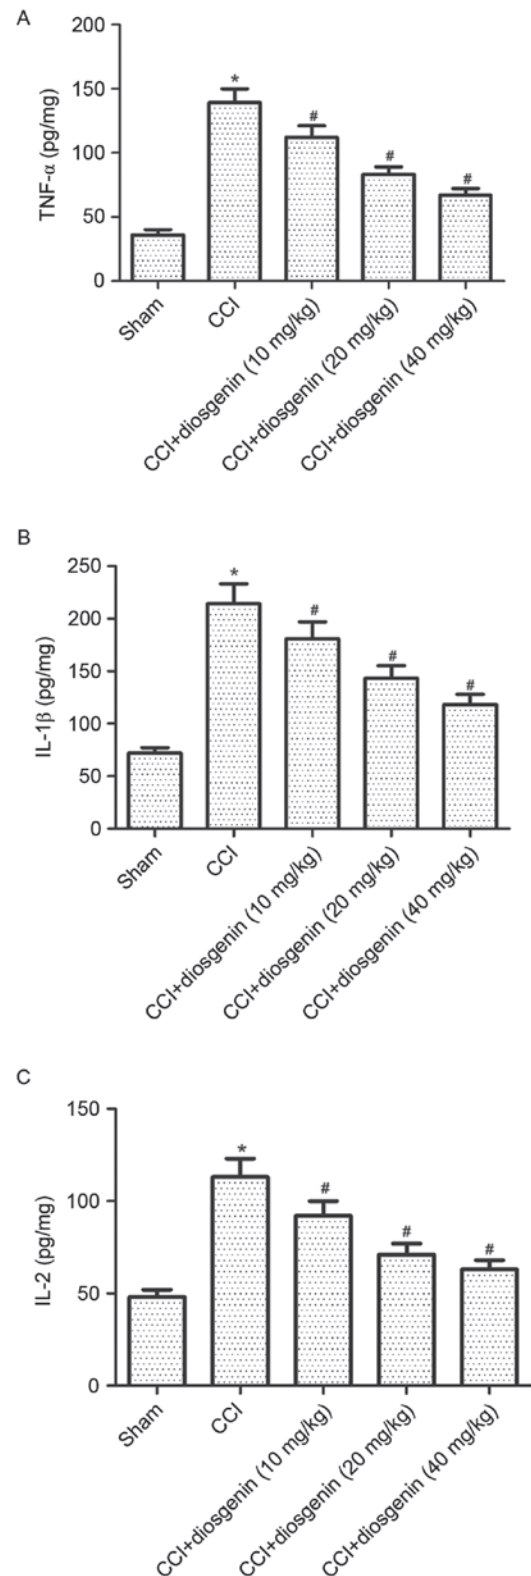 A
TNF-α (pg/mg)
200
150
100
50
0
*
#
#
#
Sham
CCI
CCI+diosgenin (10 mg/kg)
CCI+diosgenin (20 mg/kg)
CCI+diosgenin (40 mg/kg)
B
IL-1β (pg/mg)
250
200
150
100
50
0
*
#
#
#
Sham
CCI
CCI+diosgenin (10 mg/kg)
CCI+diosgenin (20 mg/kg)
CCI+diosgenin (40 mg/kg)
C
IL-2 (pg/mg)
150
100
50
0
*
#
#
#
Sham
CCI
CCI+diosgenin (10 mg/kg)
CCI+diosgenin (20 mg/kg)
CCI+diosgenin (40 mg/kg)